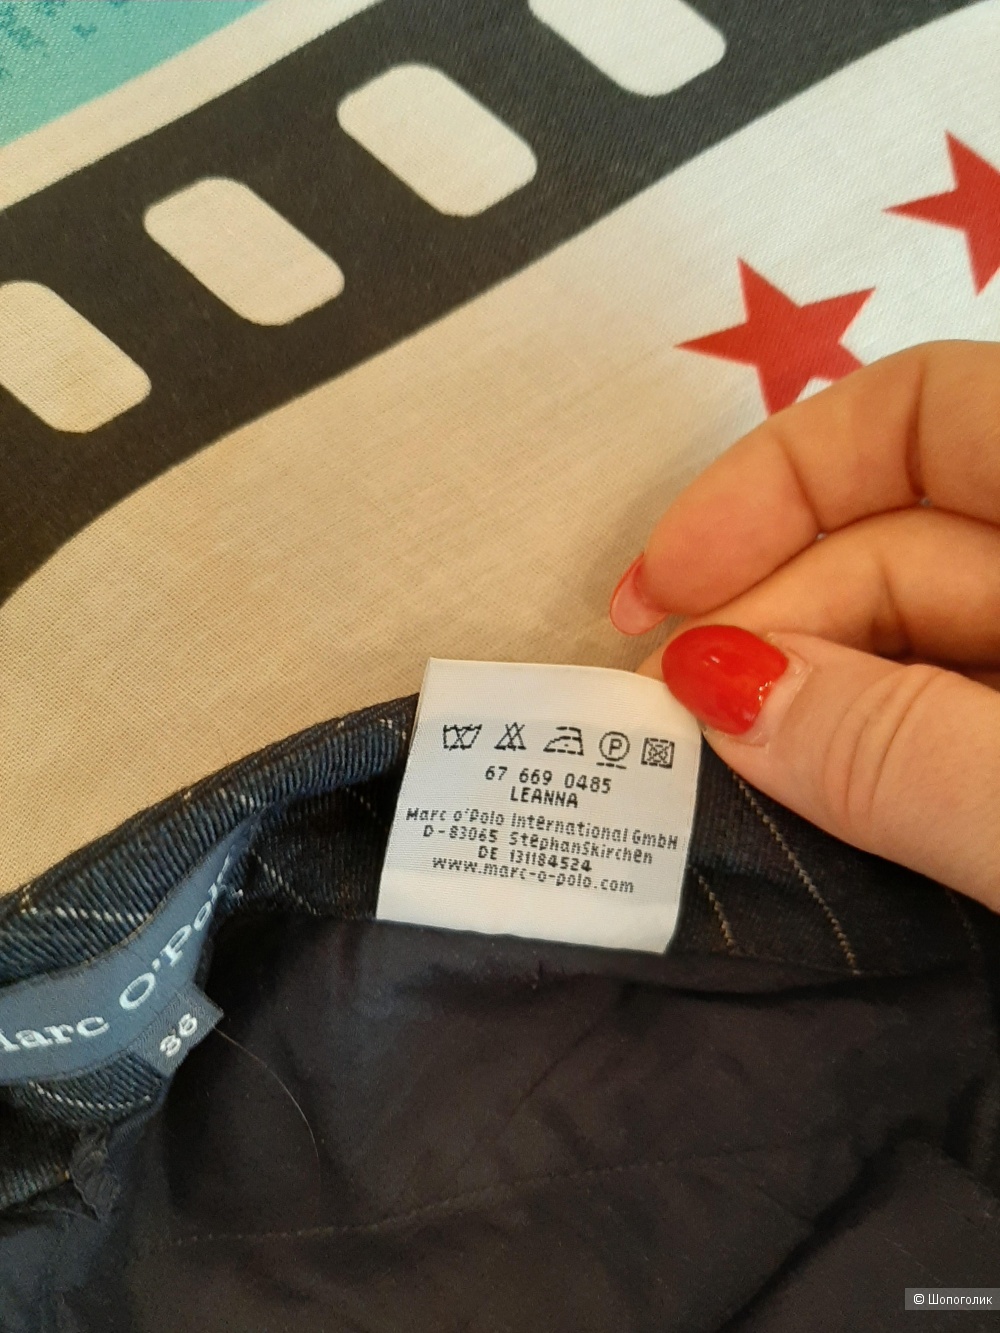 P
67 669 0485
LEANNA
Marc o'Polo International GmbH
D-83065 Stephanskirchen
DE 131184524
www.marc-o-polo.com
Marc O'Polo
36
© Шопоголик